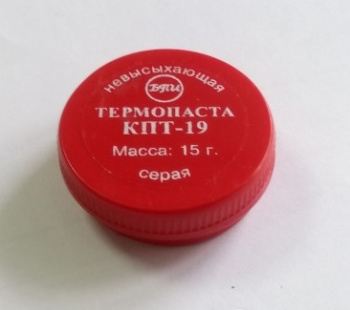 невысыхающая
ТЕРМОПАСТА
КПТ-19
Масса: 15 г.
серая